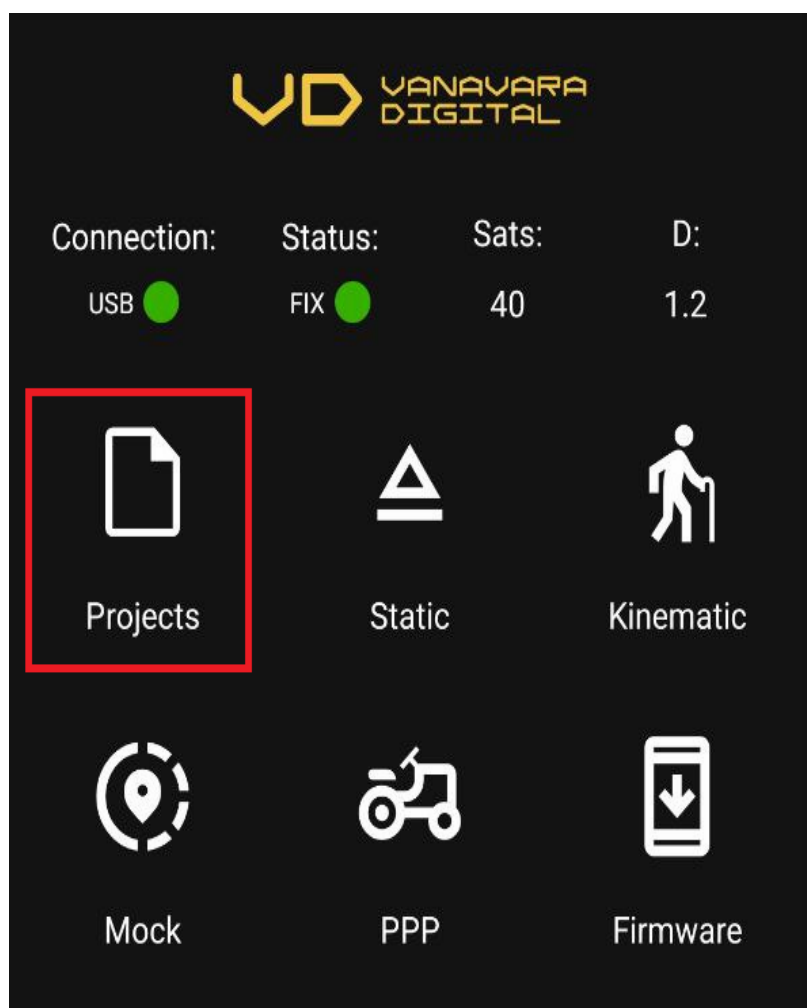 VD VANAVARA
DIGITAL
Connection: Status: Sats: D:
USB FIX 40 1.2
Projects Static Kinematic
Mock PPP Firmware